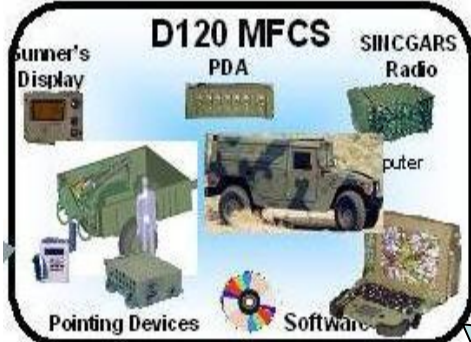 D120 MFCS
Gunner's
Display
PDA
SINCGARS
Radio
puter
Pointing Devices
Software